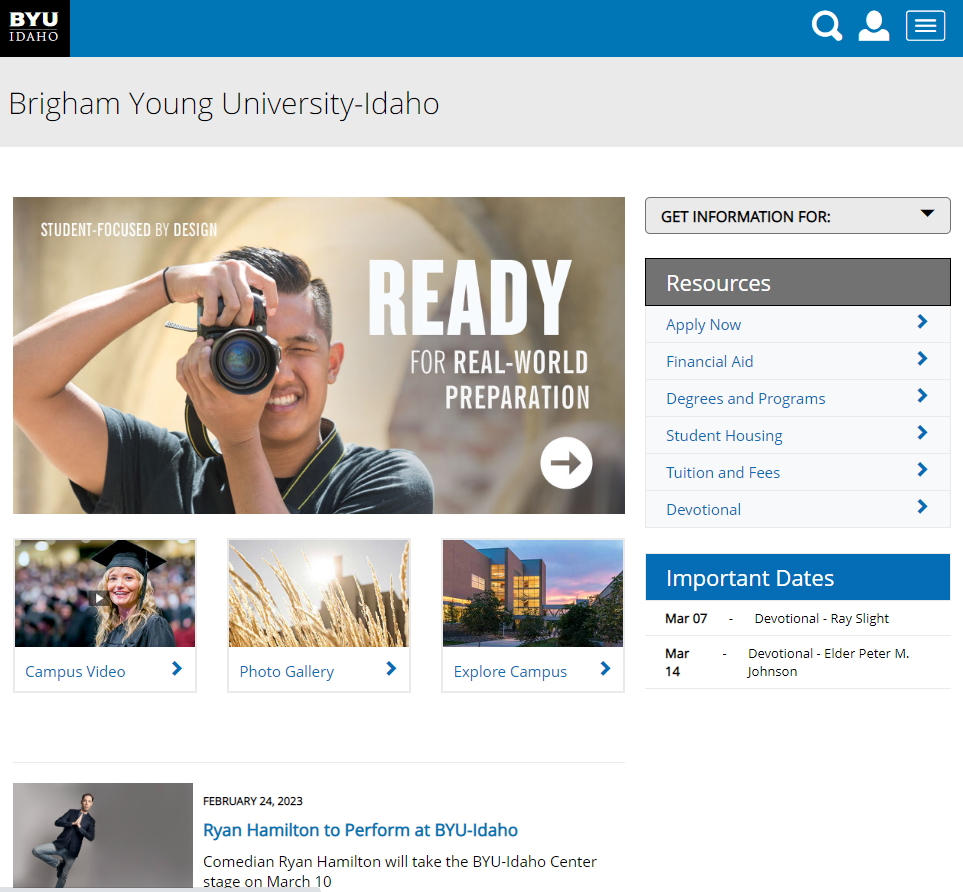 BYU
IDAHO
Brigham Young University-Idaho
STUDENT-FOCUSED BY DESIGN
READY
FOR REAL-WORLD
PREPARATION
Campus Video
Photo Gallery
Explore Campus
FEBRUARY 24, 2023
Ryan Hamilton to Perform at BYU-Idaho
Comedian Ryan Hamilton will take the BYU-Idaho Center
stage on March 10
GET INFORMATION FOR:
Resources
Apply Now
Financial Aid
Degrees and Programs
Student Housing
Tuition and Fees
Devotional
Important Dates
Mar 07 - Devotional - Ray Slight
Mar - Devotional - Elder Peter M.
14 Johnson